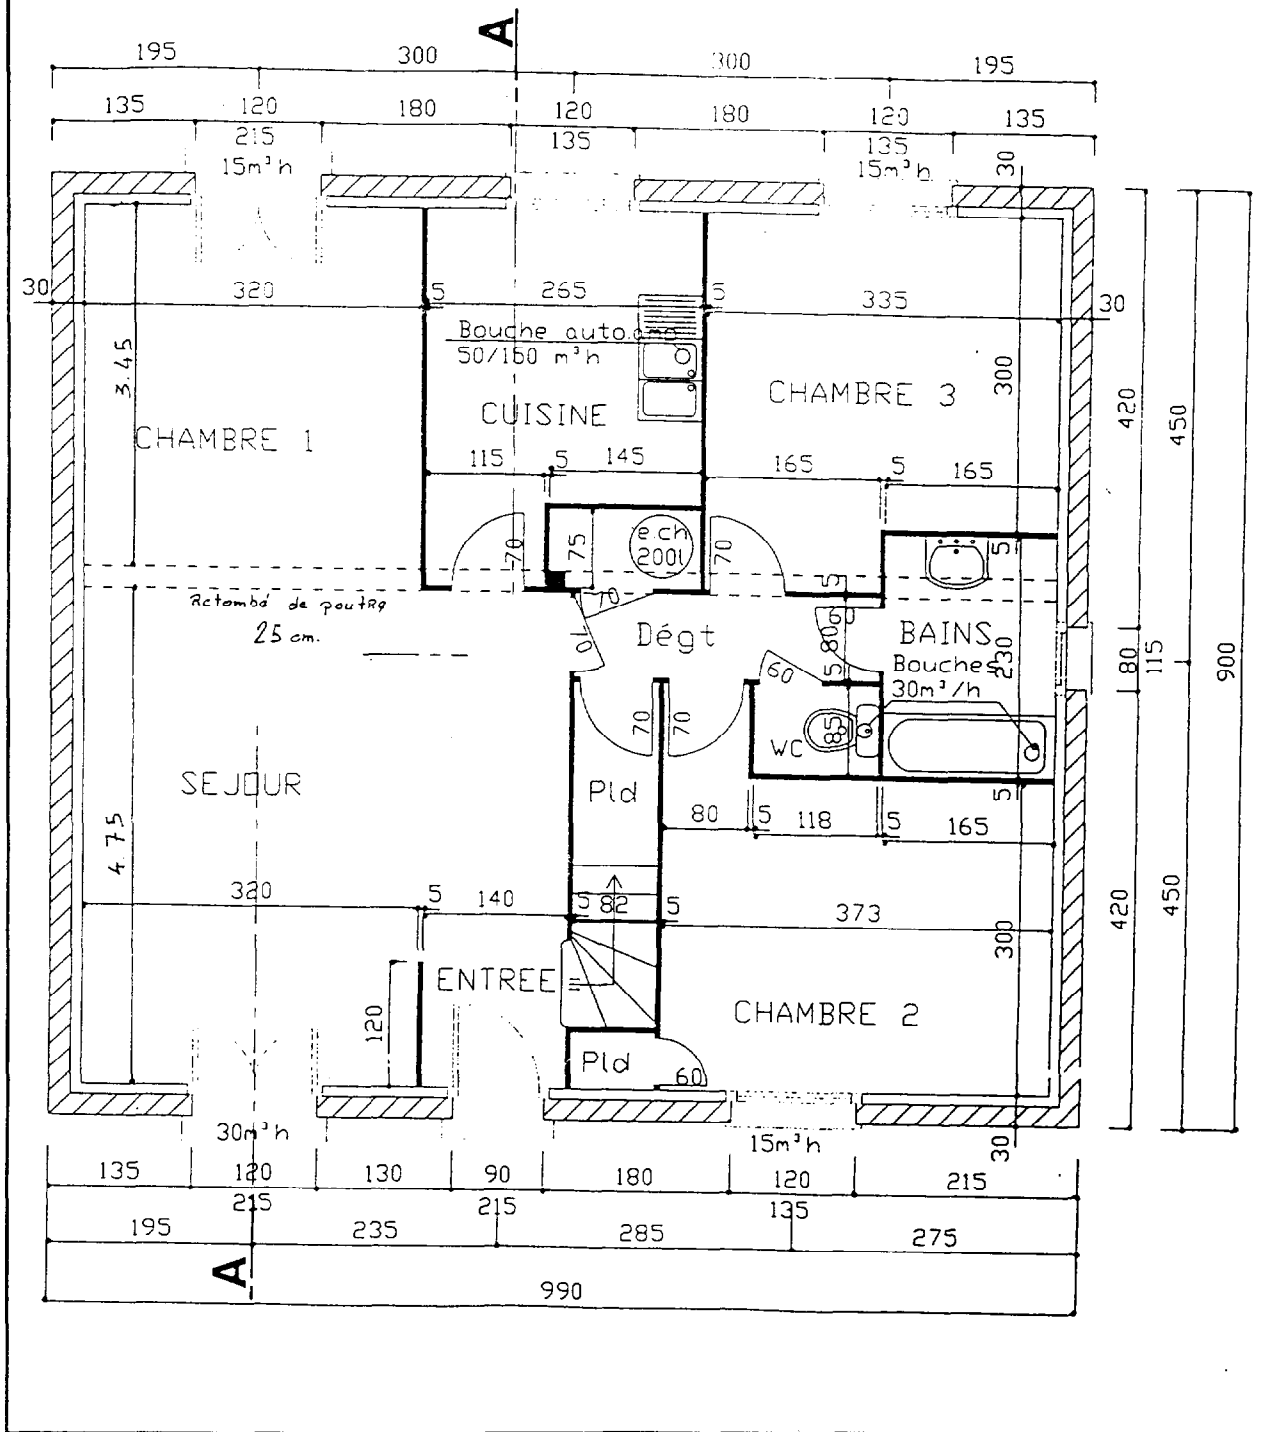 A
195 300 300 195
135 120 180 120 180 120 135
215 135 135
15m³h 15m³h 30
30 320 5 265 5 335 30
Bouche auto.
50/150 m³h
3.45
CHAMBRE 1
CUISINE
CHAMBRE 3
300
420
450
115 5 145 165 5 165
70 75
e.ch
200l
70
5
5
70
60
Retombé de poutre
25 cm.
70
Dégt
80
BAINS
230
Bouches
30m³/h
80
115
900
60
5
70
70
85
WC
SEJOUR
Pld
5
80 5 118 5 165
4.75
320 5 140 5 82 5 373
300
420
450
ENTREE
CHAMBRE 2
120
Pld
60
30m³h
15m³h
30
135 120 130 90 180 120 215
215 215 135
195 235 285 275
A
990